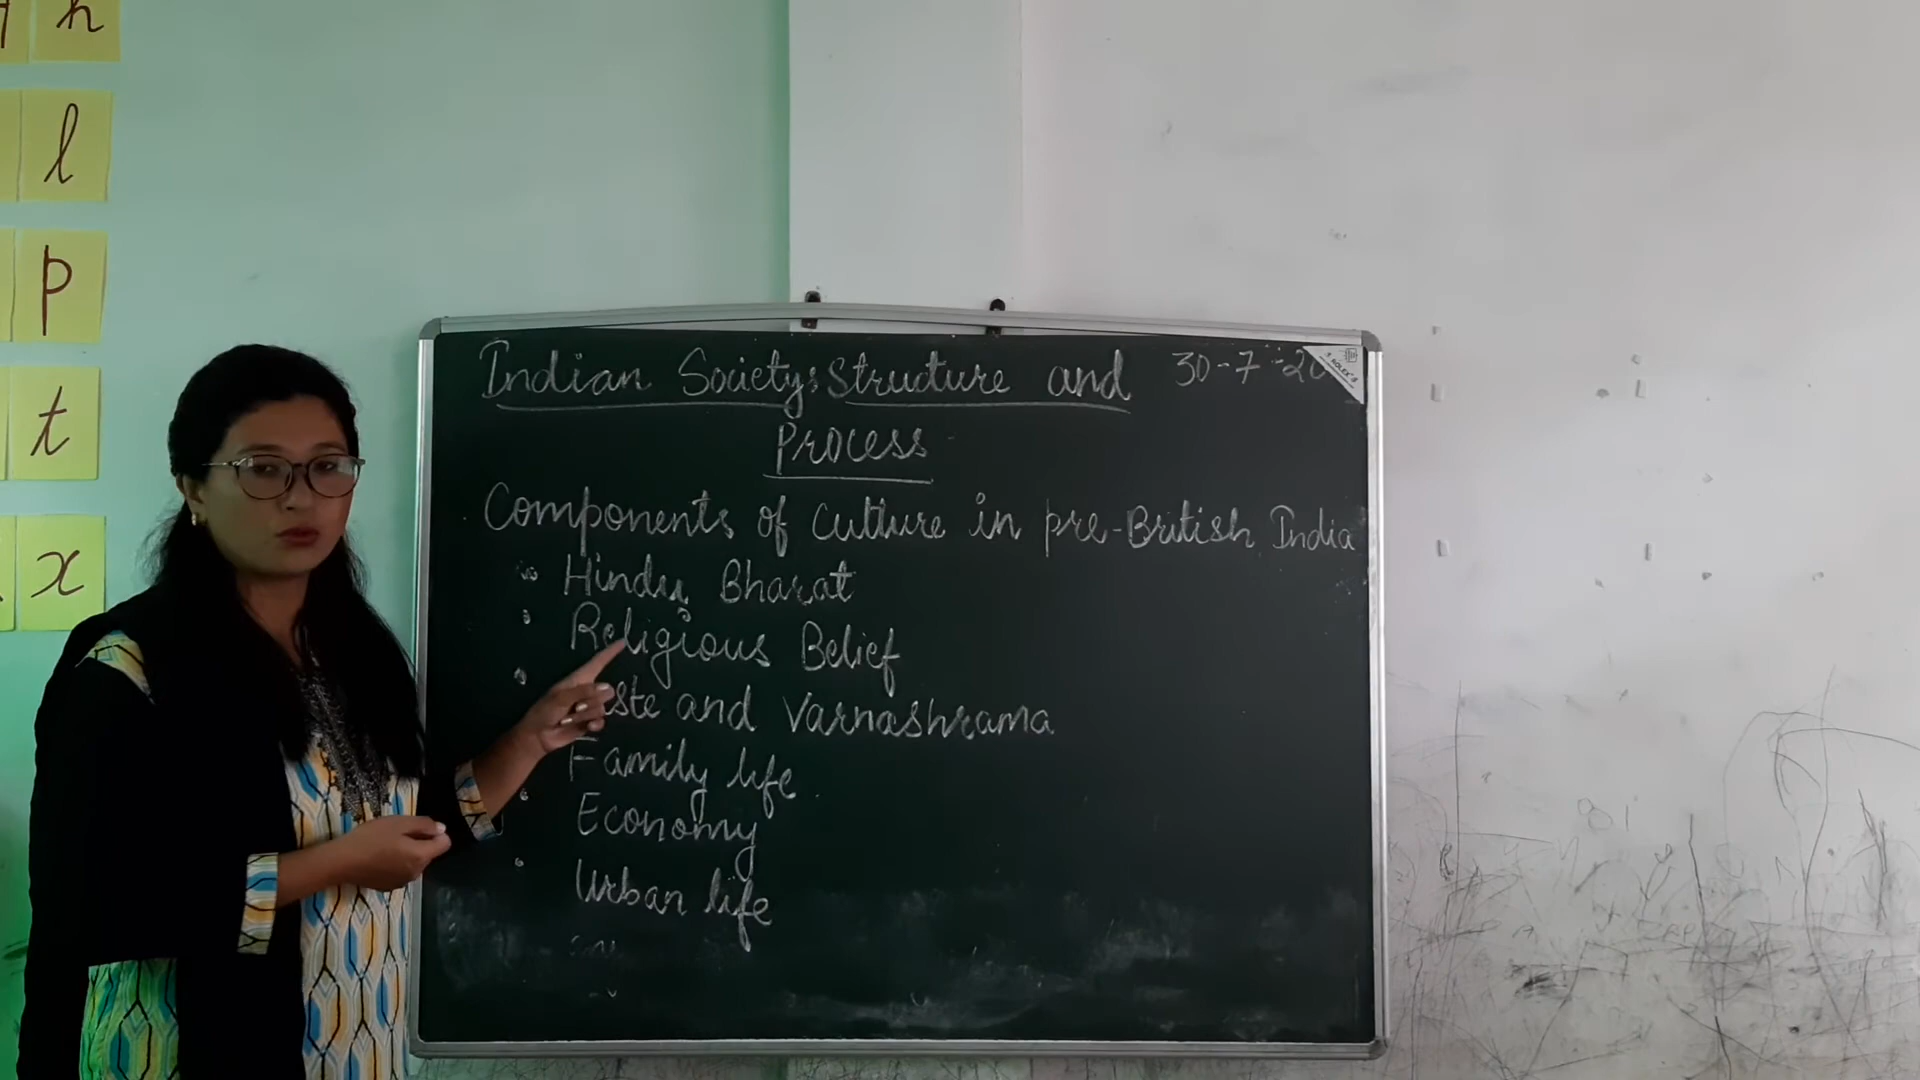 h
l
p
t
x
Indian Society: Structure and 30-7-20
Process
Components of culture in pre-British India
Hindu Bharat
Religious Belief
and Varnashrama
Family life
Economy
Urban life